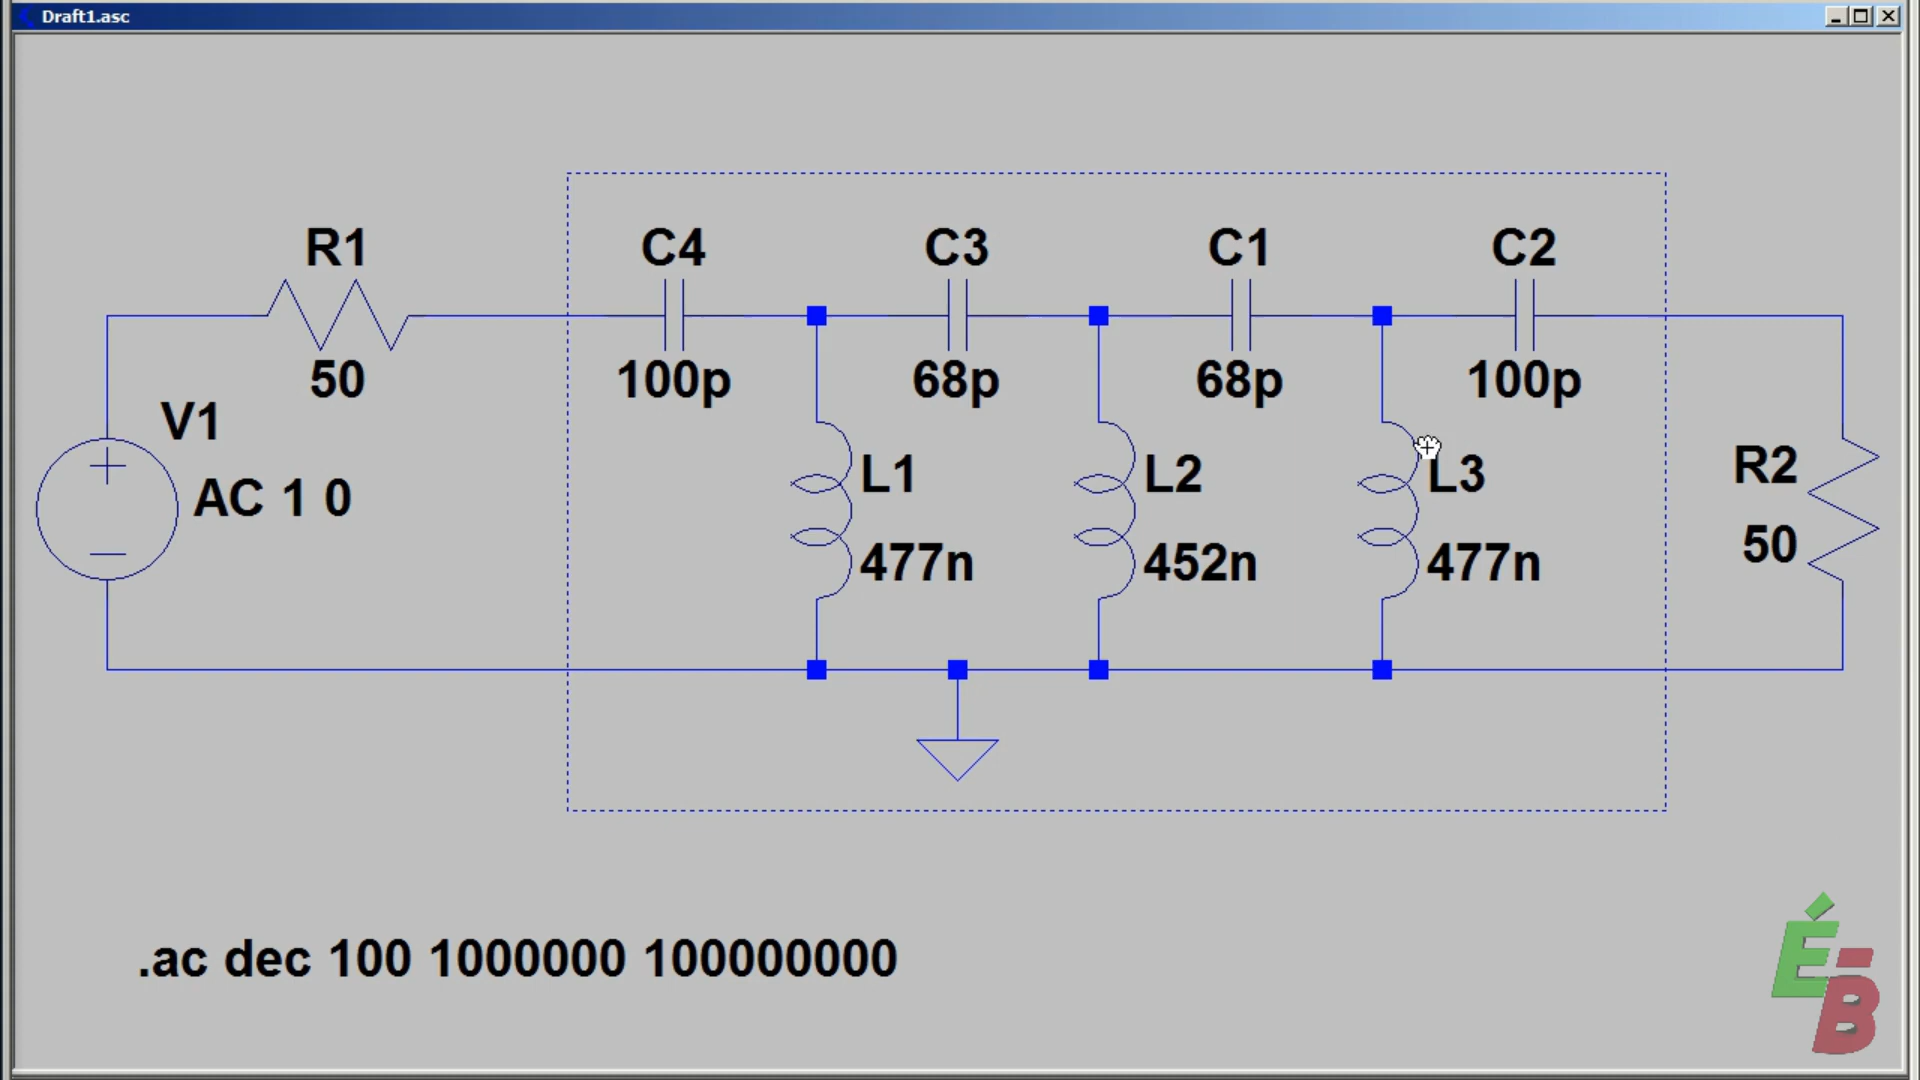 Draft1.asc
R1
C4
C3
C1
C2
50
100p
68p
68p
100p
V1
AC 1 0
L1
L2
L3
R2
477n
452n
477n
50
.ac dec 100 1000000 100000000
É
B